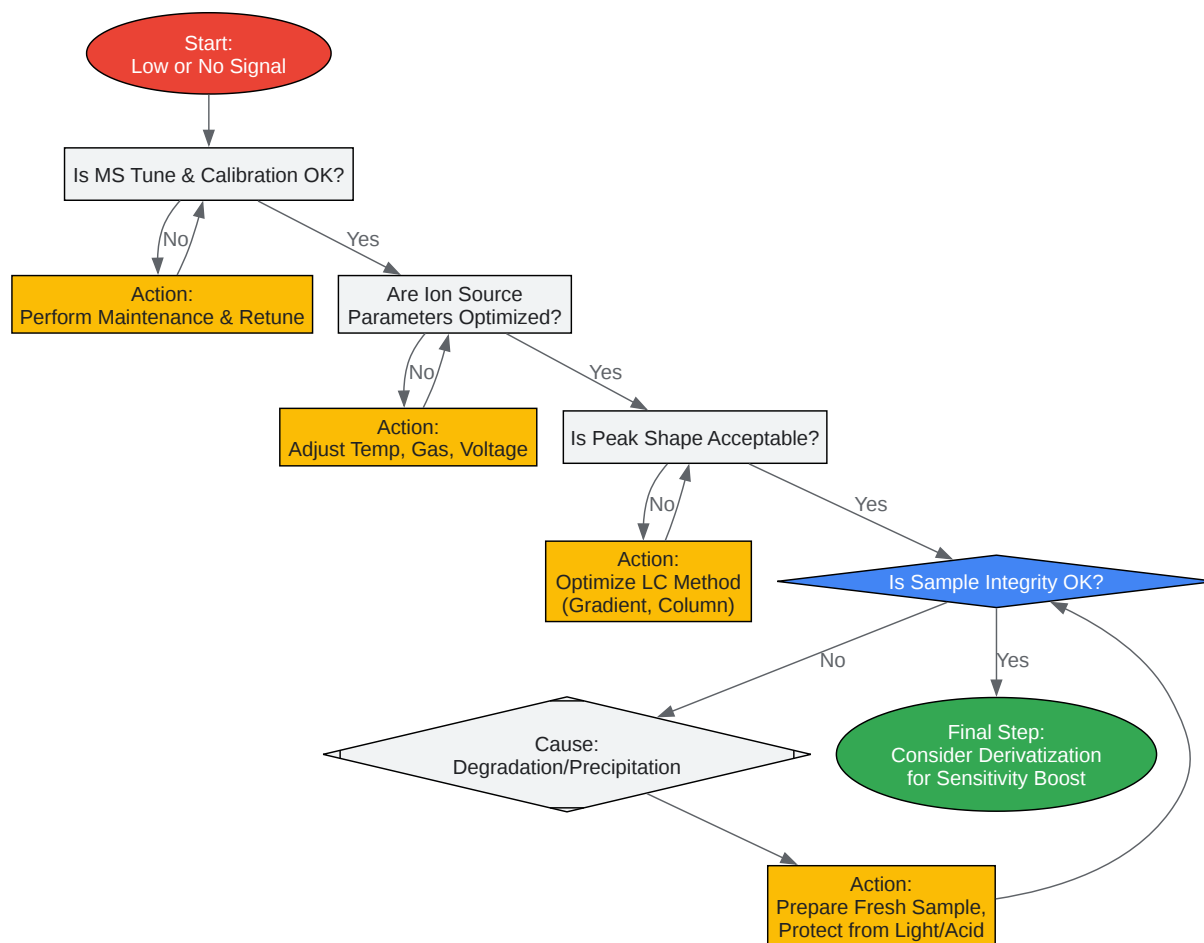 Start:
Low or No Signal
Is MS Tune & Calibration OK?
No
Yes
Action:
Perform Maintenance & Retune
Are Ion Source
Parameters Optimized?
No
Yes
Action:
Adjust Temp, Gas, Voltage
Is Peak Shape Acceptable?
No
Yes
Action:
Optimize LC Method
(Gradient, Column)
Is Sample Integrity OK?
No
Yes
Cause:
Degradation/Precipitation
Final Step:
Consider Derivatization
for Sensitivity Boost
Action:
Prepare Fresh Sample,
Protect from Light/Acid